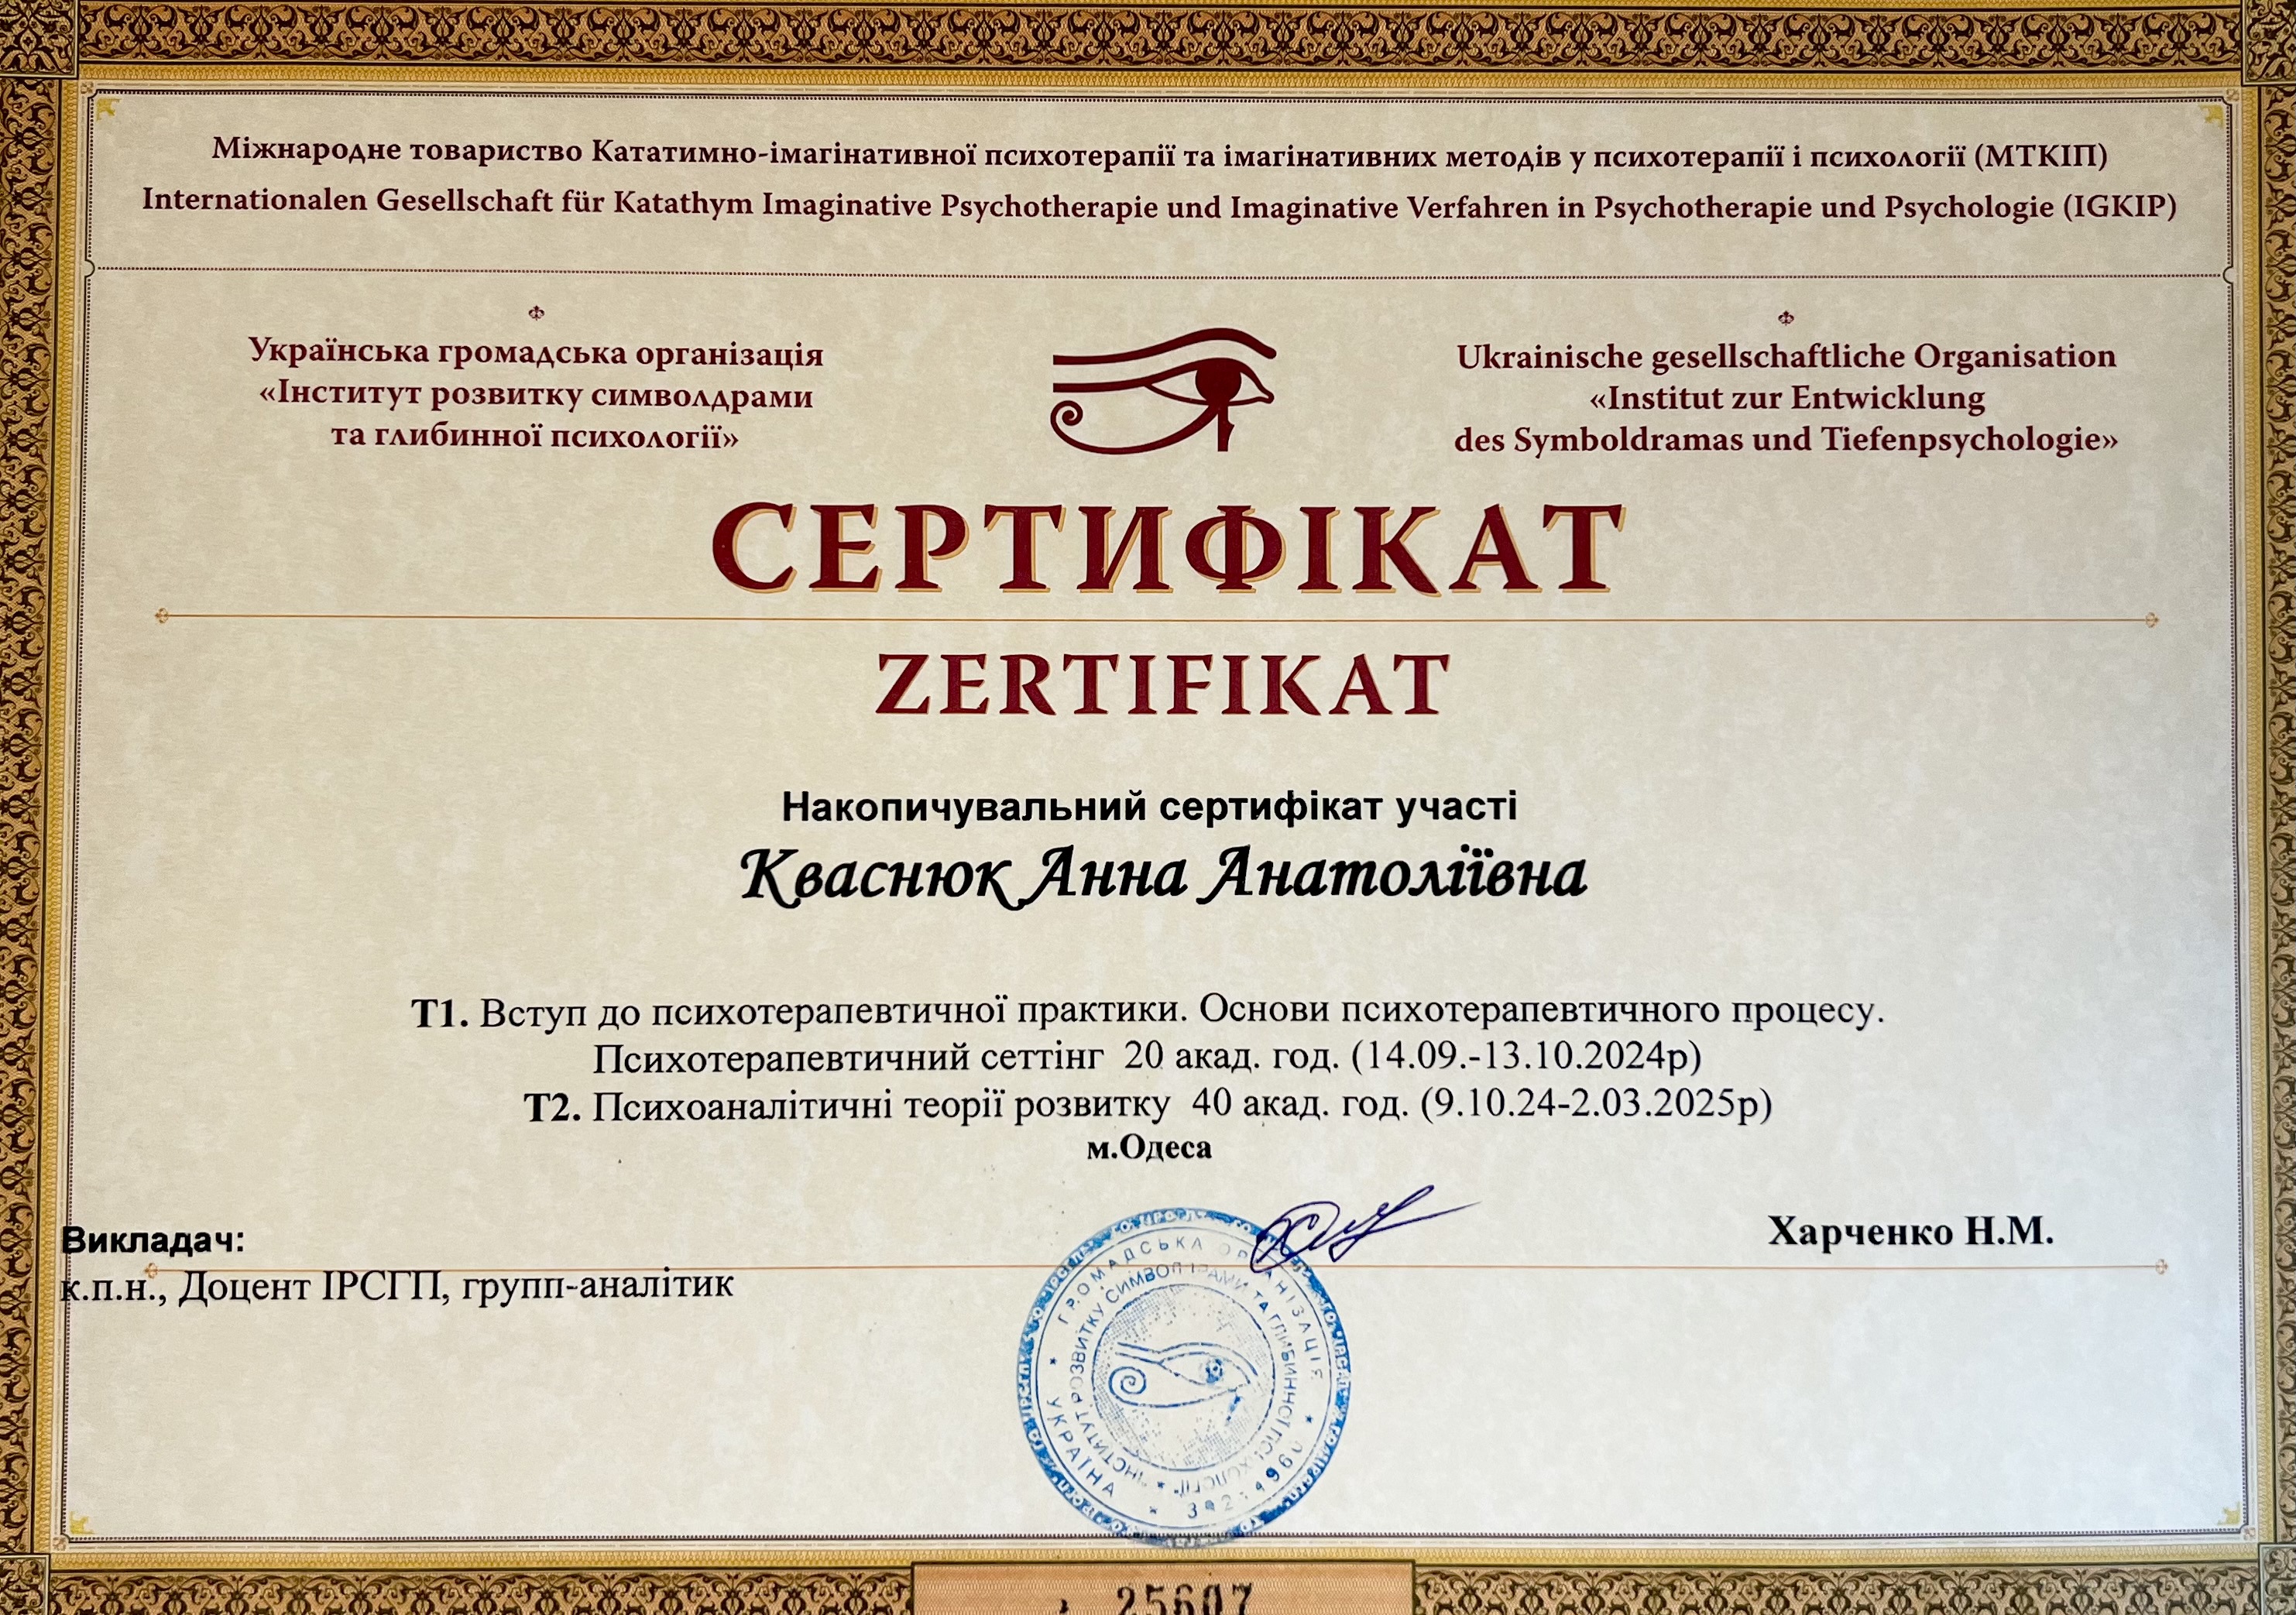 Міжнародне товариство Кататимно-імагінативної психотерапії та імагінативних методів у психотерапії і психології (МТКІП)
Internationalen Gesellschaft für Katathym Imaginative Psychotherapie und Imaginative Verfahren in Psychotherapie und Psychologie (IGKIP)
Українська громадська організація
«Інститут розвитку символдрами
та глибинної психології»
Ukrainische gesellschaftliche Organisation
«Institut zur Entwicklung
des Symboldramas und Tiefenpsychologie»
СЕРТИФІКАТ
ZERTIFIKAT
Накопичувальний сертифікат участі
Кваснюк Анна Анатоліївна
Т1. Вступ до психотерапевтичної практики. Основи психотерапевтичного процесу.
Психотерапевтичний сеттінг 20 акад. год. (14.09.-13.10.2024р)
Т2. Психоаналітичні теорії розвитку 40 акад. год. (9.10.24-2.03.2025р)
м.Одеса
Викладач:
к.п.н., Доцент ІРСГП, групп-аналітик
Харченко Н.М.
ГРОМАДСЬКА
УКРАЇНА
ІНСТИТУТ РОЗВИТКУ
25607